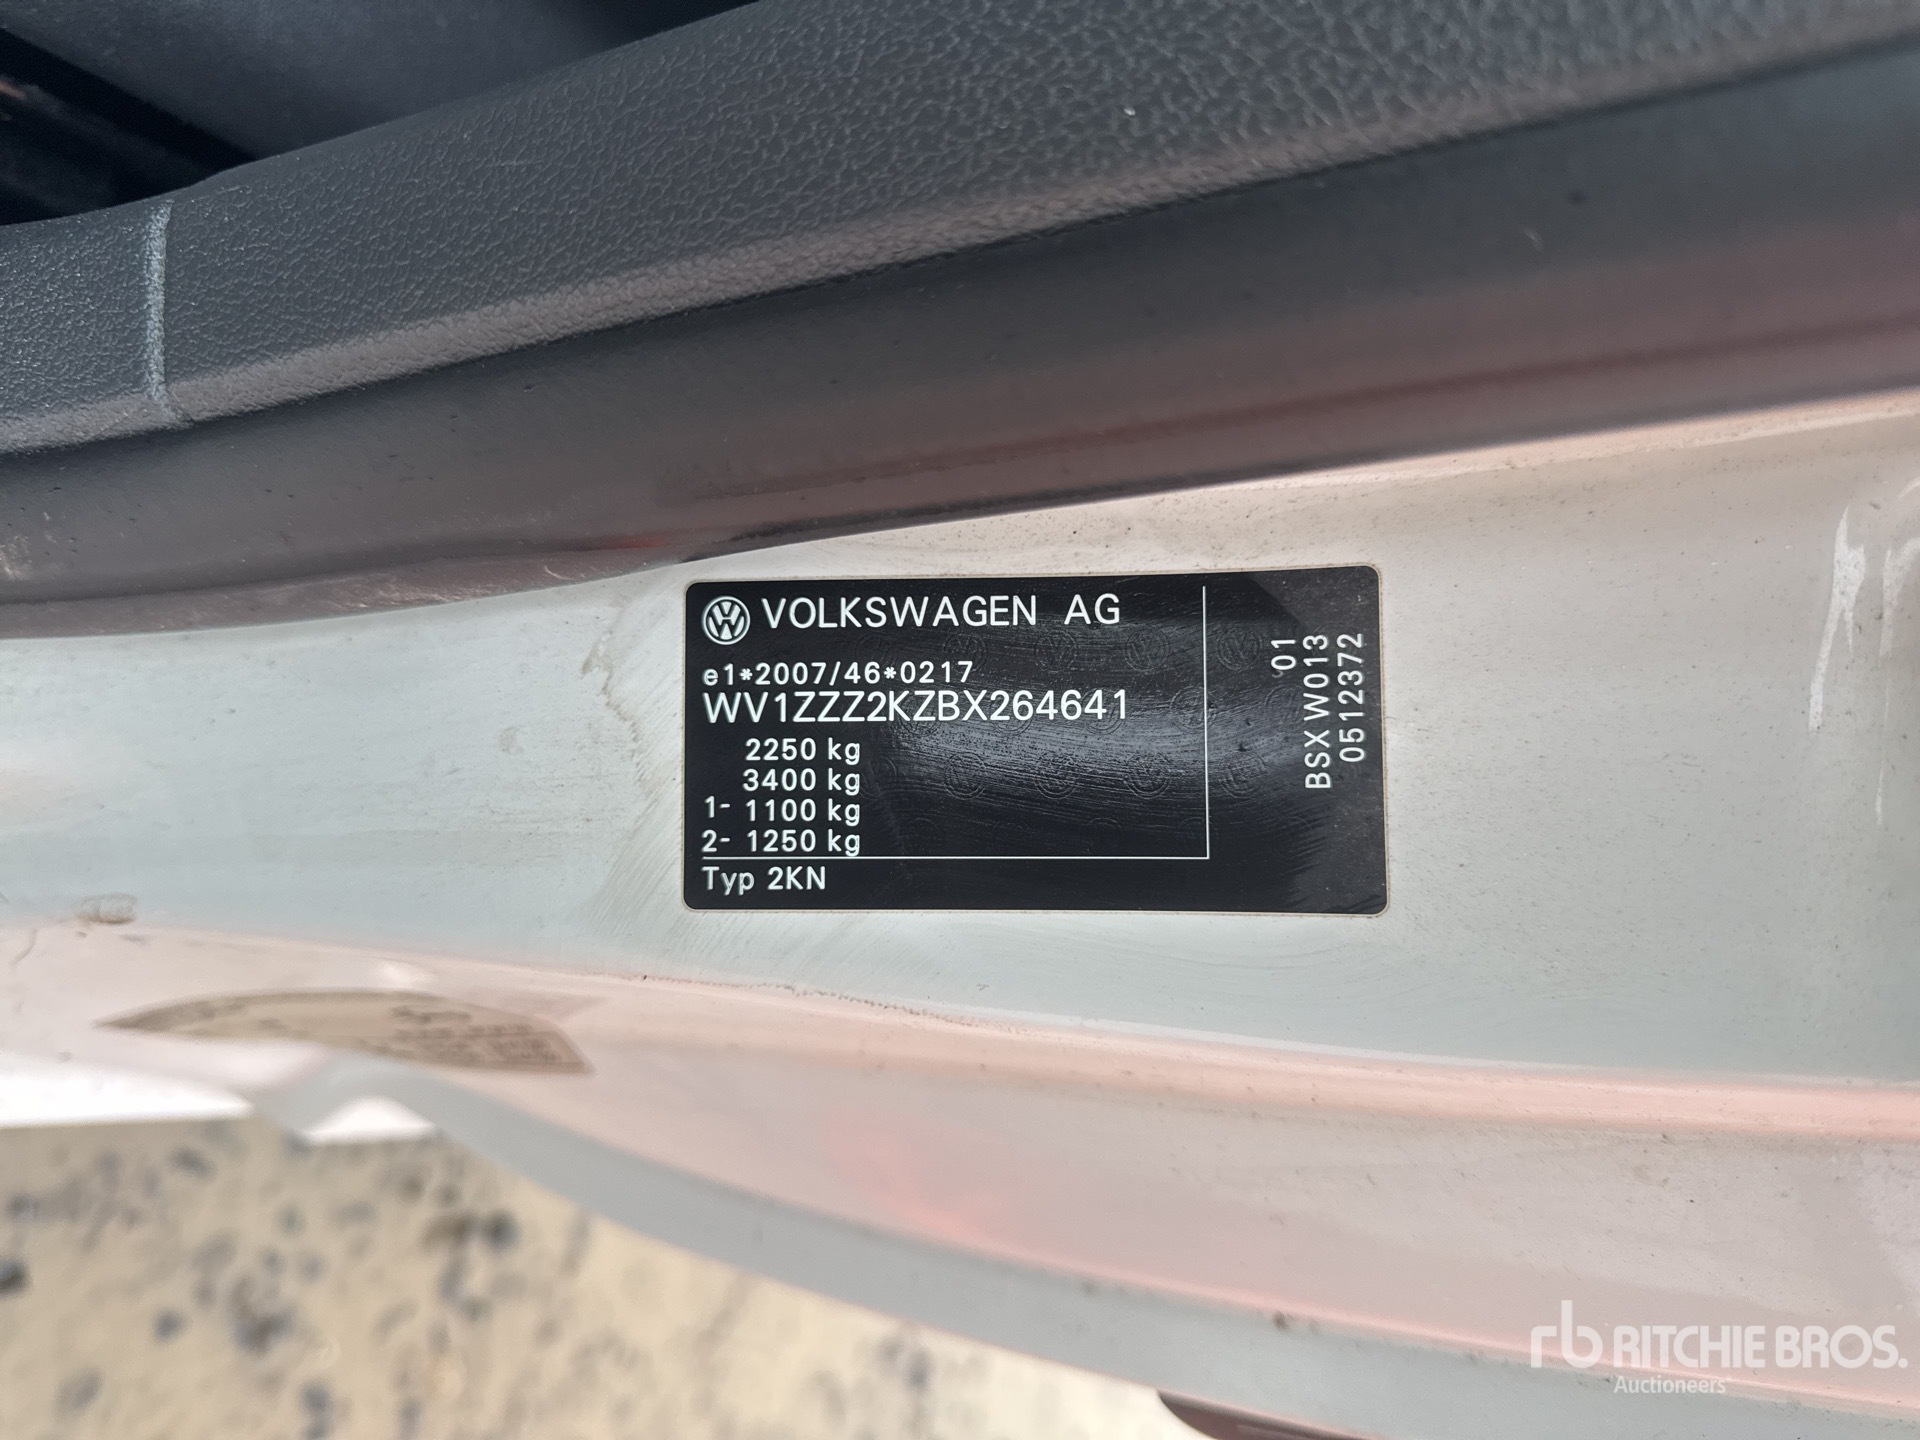 VOLKSWAGEN AG
e1*2007/46*0217
WV1ZZZ2KZBX264641
2250 kg
3400 kg
1- 1100 kg
2- 1250 kg
Typ 2KN
01
BSX W013
0512372
rb RITCHIE BROS.
Auctioneers